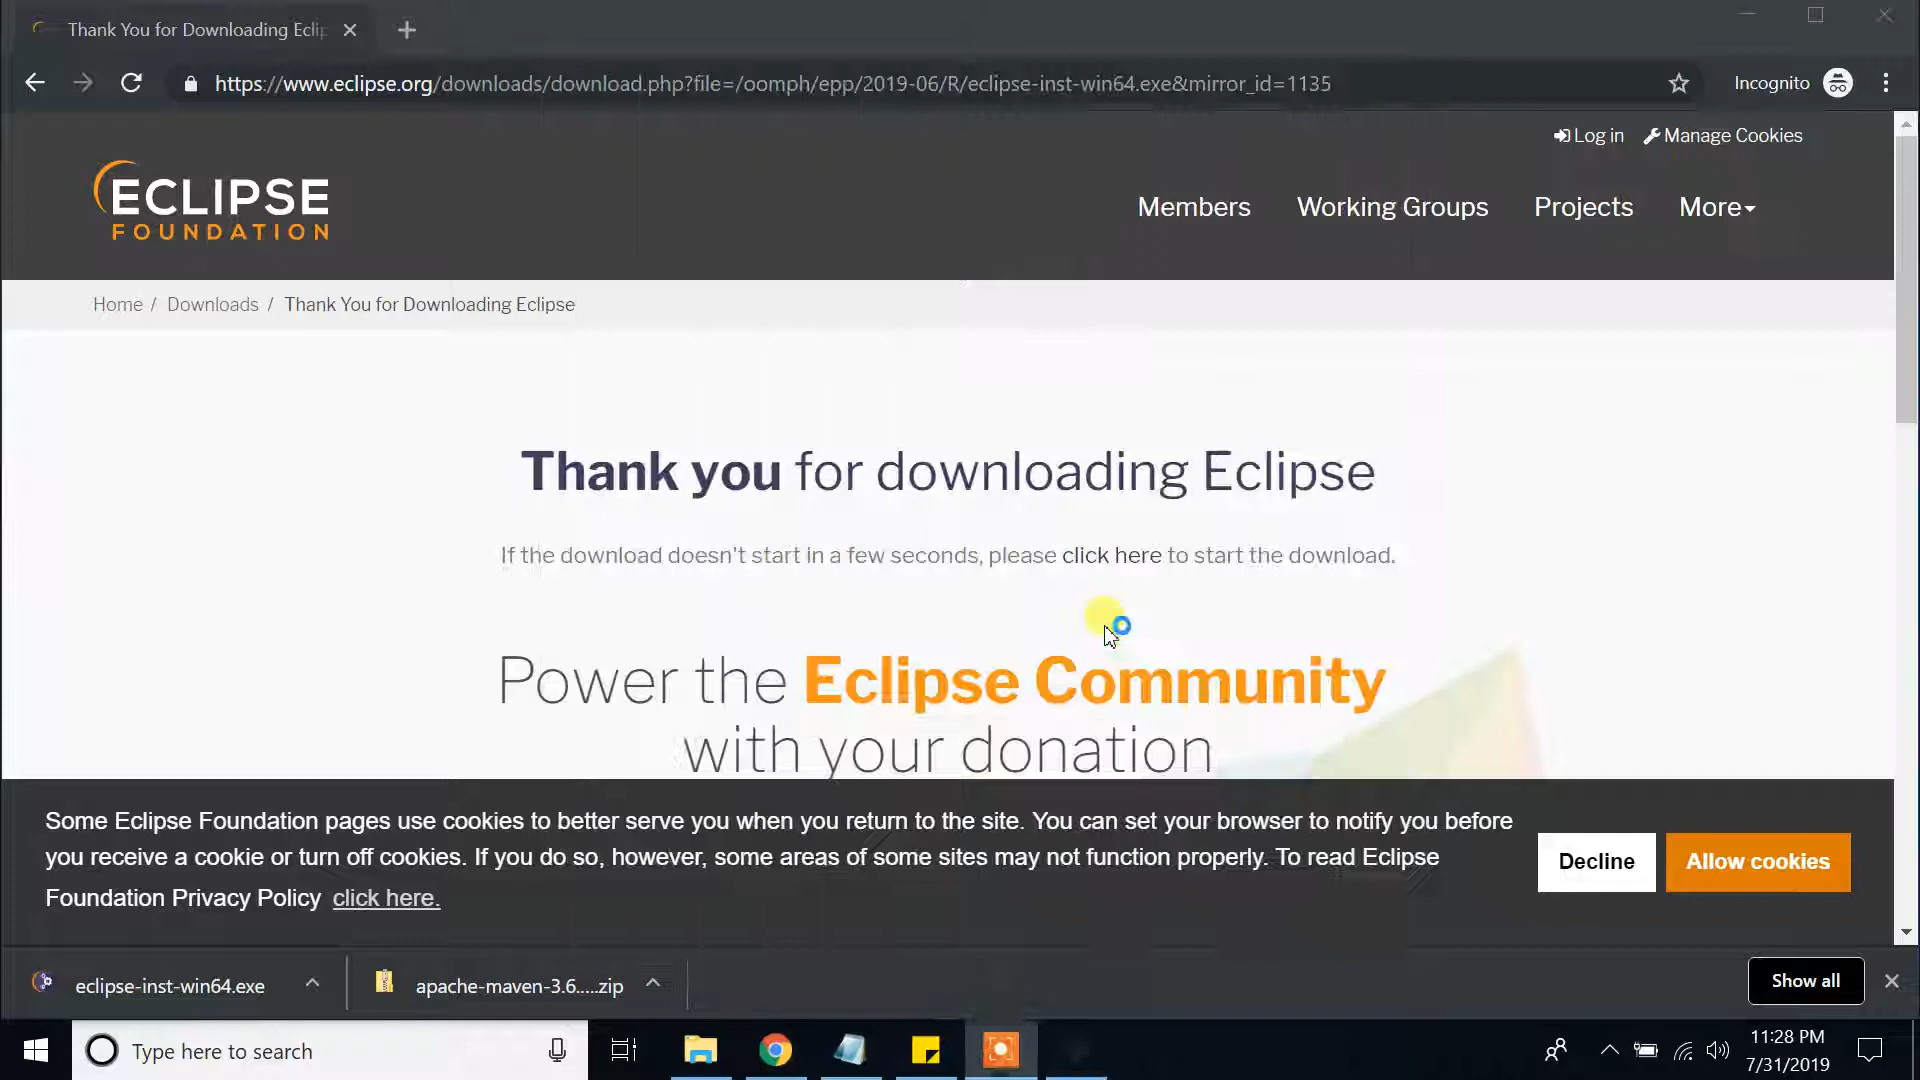 Thank You for Downloading Eclip
https://www.eclipse.org/downloads/download.php?file=/oomph/epp/2019-06/R/eclipse-inst-win64.exe&mirror_id=1135
Incognito
Log in Manage Cookies
ECLIPSE
FOUNDATION
Members Working Groups Projects More
Home / Downloads / Thank You for Downloading Eclipse
Thank you for downloading Eclipse
If the download doesn't start in a few seconds, please click here to start the download.
Power the Eclipse Community
with your donation
Some Eclipse Foundation pages use cookies to better serve you when you return to the site. You can set your browser to notify you before
you receive a cookie or turn off cookies. If you do so, however, some areas of some sites may not function properly. To read Eclipse
Foundation Privacy Policy click here.
Decline Allow cookies
eclipse-inst-win64.exe apache-maven-3.6.....zip Show all
Type here to search
11:28 PM
7/31/2019